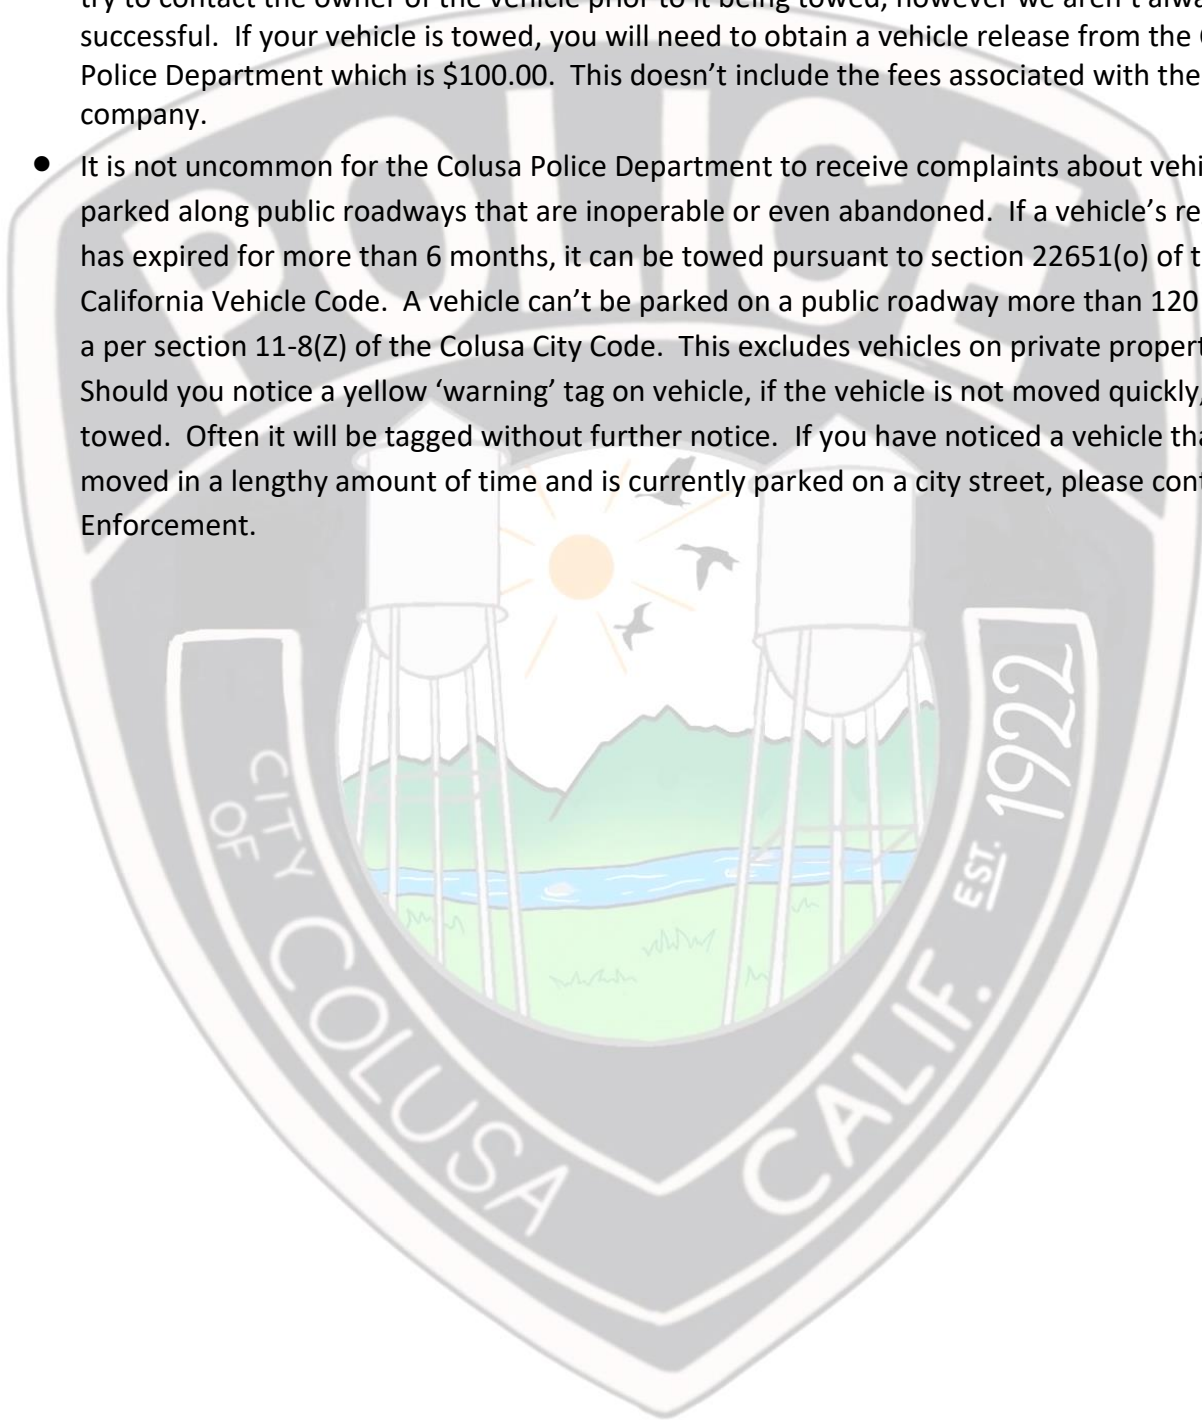 try to contact the owner of the vehicle prior to it being towed, however we aren't
successful.  If your vehicle is towed, you will need to obtain a vehicle release from the
Police Department which is $100.00.  This doesn't include the fees associated with the
company.
● It is not uncommon for the Colusa Police Department to receive complaints about
parked along public roadways that are inoperable or even abandoned.  If a vehicle's
has expired for more than 6 months, it can be towed pursuant to section 22651(o) of
California Vehicle Code.  A vehicle can't be parked on a public roadway more than 120
a per section 11-8(Z) of the Colusa City Code.  This excludes vehicles on private
Should you notice a yellow 'warning' tag on vehicle, if the vehicle is not moved quickly,
towed.  Often it will be tagged without further notice.  If you have noticed a vehicle
moved in a lengthy amount of time and is currently parked on a city street, please
Enforcement.
POLICE
CITY
OF
COLUSA
CALIF.
EST. 1922